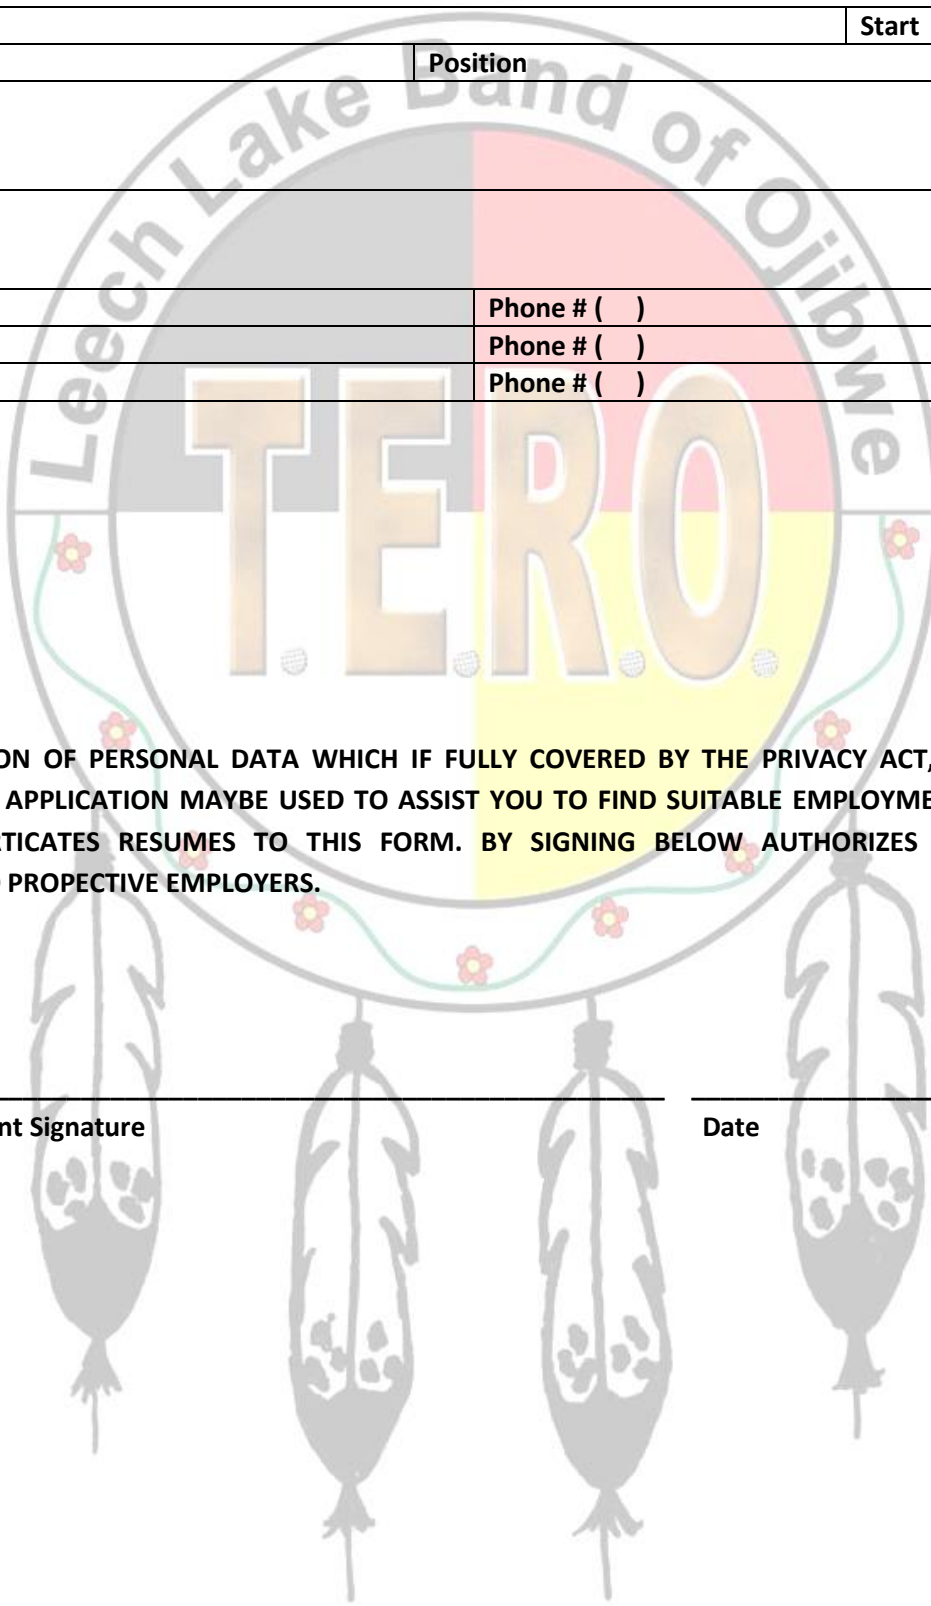 Start
Position
Leech Lake Band of Ojibwe
Phone # (    )
Phone # (    )
Phone # (    )
T.E.R.O.
ION OF PERSONAL DATA WHICH IF FULLY COVERED BY THE PRIVACY ACT,
APPLICATION MAYBE USED TO ASSIST YOU TO FIND SUITABLE EMPLOYME
RTICATES RESUMES TO THIS FORM. BY SIGNING BELOW AUTHORIZES
PROPECTIVE EMPLOYERS.
nt Signature Date